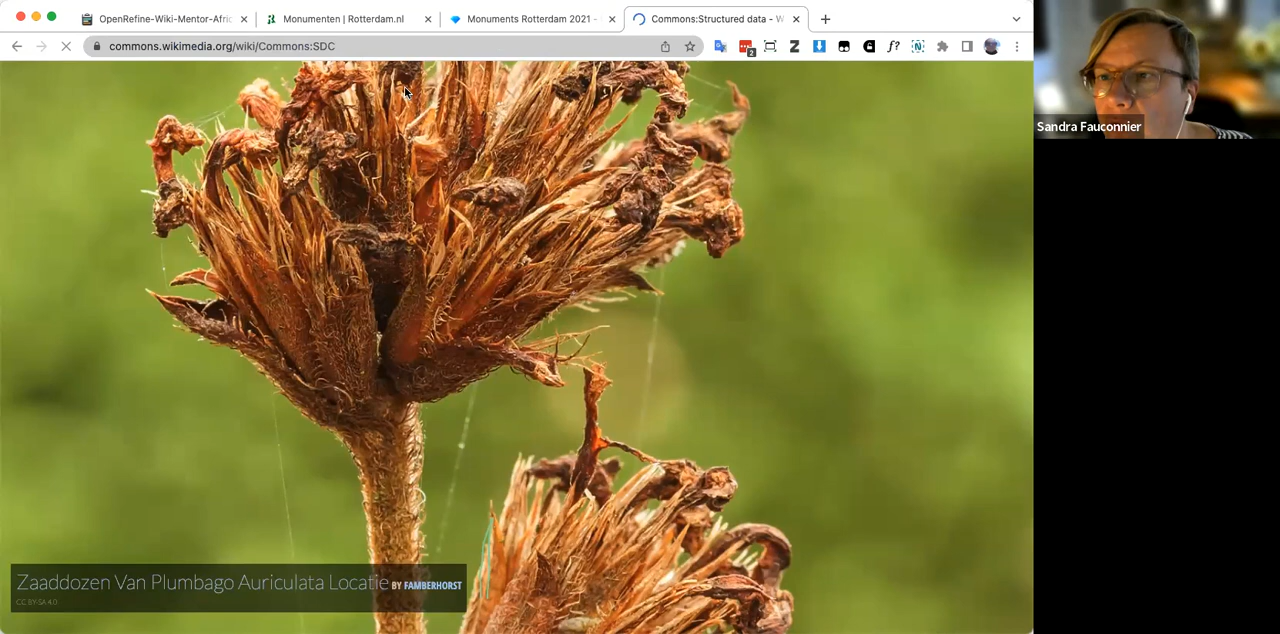 OpenRefine-Wiki-Mentor-Afric
Monumenten | Rotterdam.nl
Monuments Rotterdam 2021 -
Commons:Structured data - W
commons.wikimedia.org/wiki/Commons:SDC
2
Z
f?
N
Sandra Fauconnier
Zaaddozen Van Plumbago Auriculata Locatie BY FAMBERHORST
CC BY-SA 4.0